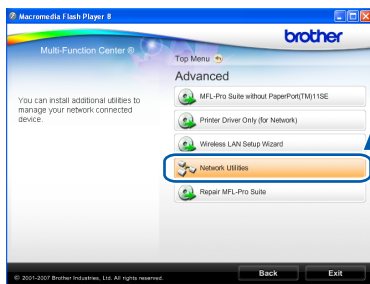 Macromedia Flash Player 8
brother
Multi-Function Center ®
Top Menu
Advanced
You can install additional utilities to
manage your network connected
device.
MFL-Pro Suite without PaperPort(TM)11SE
Printer Driver Only (for Network)
Wireless LAN Setup Wizard
Network Utilities
Repair MFL-Pro Suite
© 2001-2007 Brother Industries, Ltd. All rights reserved.
Back
Exit